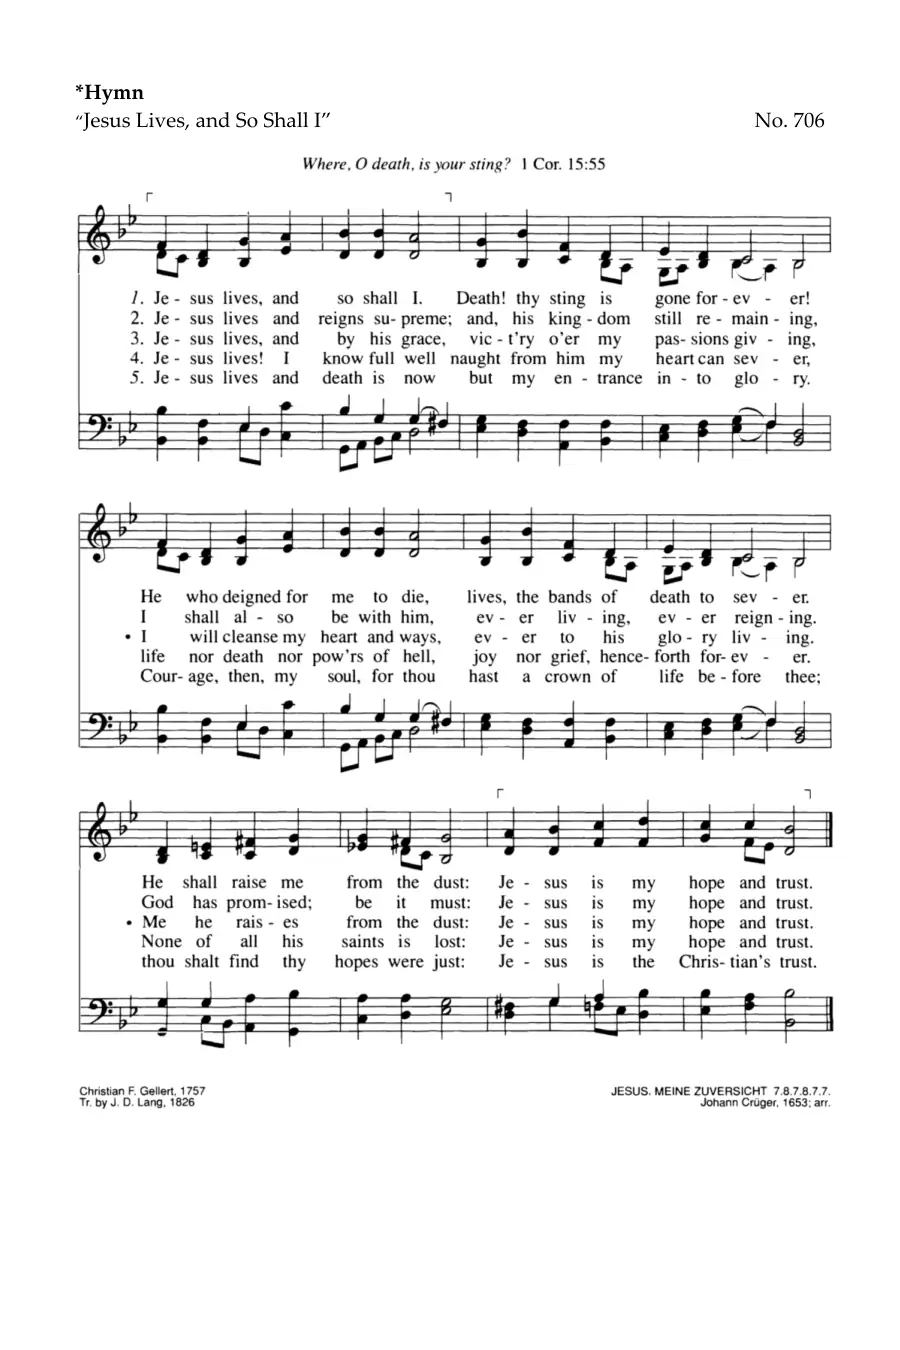 *Hymn
“Jesus Lives, and So Shall I” No. 706
Where, O death, is your sting? 1 Cor. 15:55
1. Je - sus lives, and so shall I. Death! thy sting is gone for - ev - er!
2. Je - sus lives and reigns su- preme; and, his king - dom still re - main - ing,
3. Je - sus lives, and by his grace, vic - t'ry o'er my pas- sions giv - ing,
4. Je - sus lives! I know full well naught from him my heart can sev - er,
5. Je - sus lives and death is now but my en - trance in - to glo - ry.
He who deigned for me to die, lives, the bands of death to sev - er.
I shall al - so be with him, ev - er liv - ing, ev - er reign - ing.
• I will cleanse my heart and ways, ev - er to his glo - ry liv - ing.
life nor death nor pow'rs of hell, joy nor grief, hence- forth for- ev - er.
Cour- age, then, my soul, for thou hast a crown of life be - fore thee;
He shall raise me from the dust: Je - sus is my hope and trust.
God has prom- ised; be it must: Je - sus is my hope and trust.
• Me he rais - es from the dust: Je - sus is my hope and trust.
None of all his saints is lost: Je - sus is my hope and trust.
thou shalt find thy hopes were just: Je - sus is the Chris- tian's trust.
Christian F. Gellert, 1757 JESUS. MEINE ZUVERSICHT 7.8.7.8.7.7.
Tr. by J. D. Lang, 1826 Johann Crüger, 1653; arr.